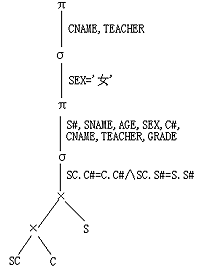 π
CNAME,TEACHER
σ
SEX='女'
π
S#,SNAME,AGE,SEX,C#,
CNAME,TEACHER,GRADE
σ
SC.C#=C.C#/\SC.S#=S.S#
×
× S
SC C